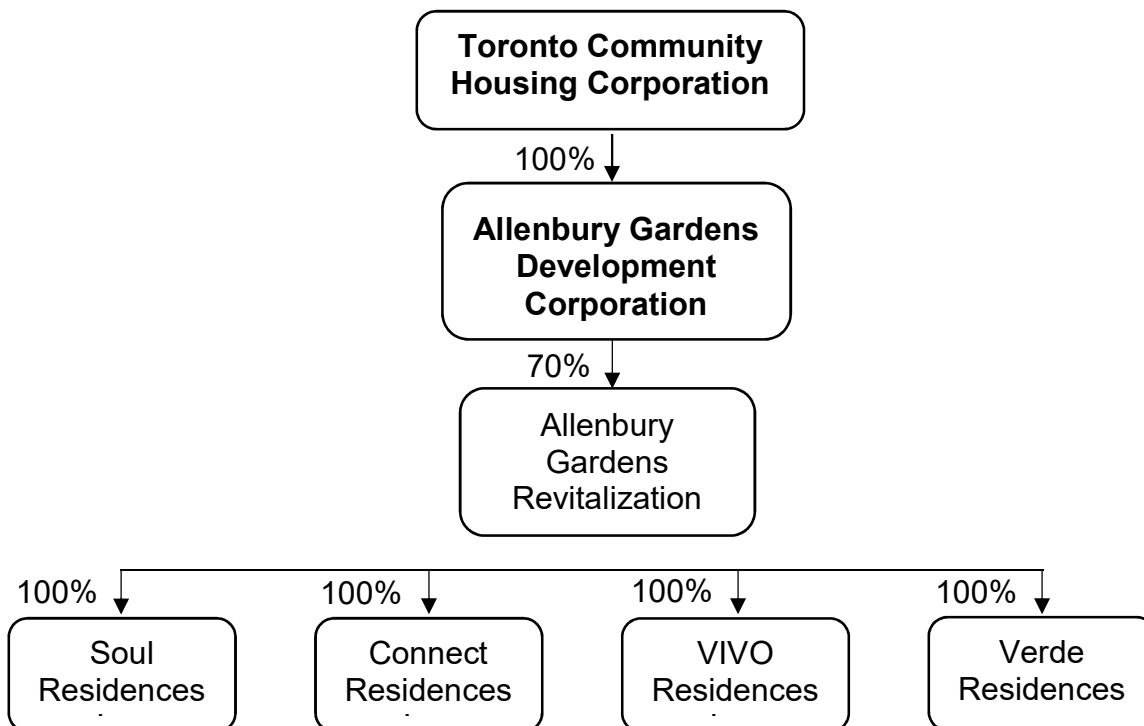 Toronto Community
Housing Corporation
100%
Allenbury Gardens
Development
Corporation
70%
Allenbury
Gardens
Revitalization
100%
100%
100%
100%
Soul
Residences
Connect
Residences
VIVO
Residences
Verde
Residences